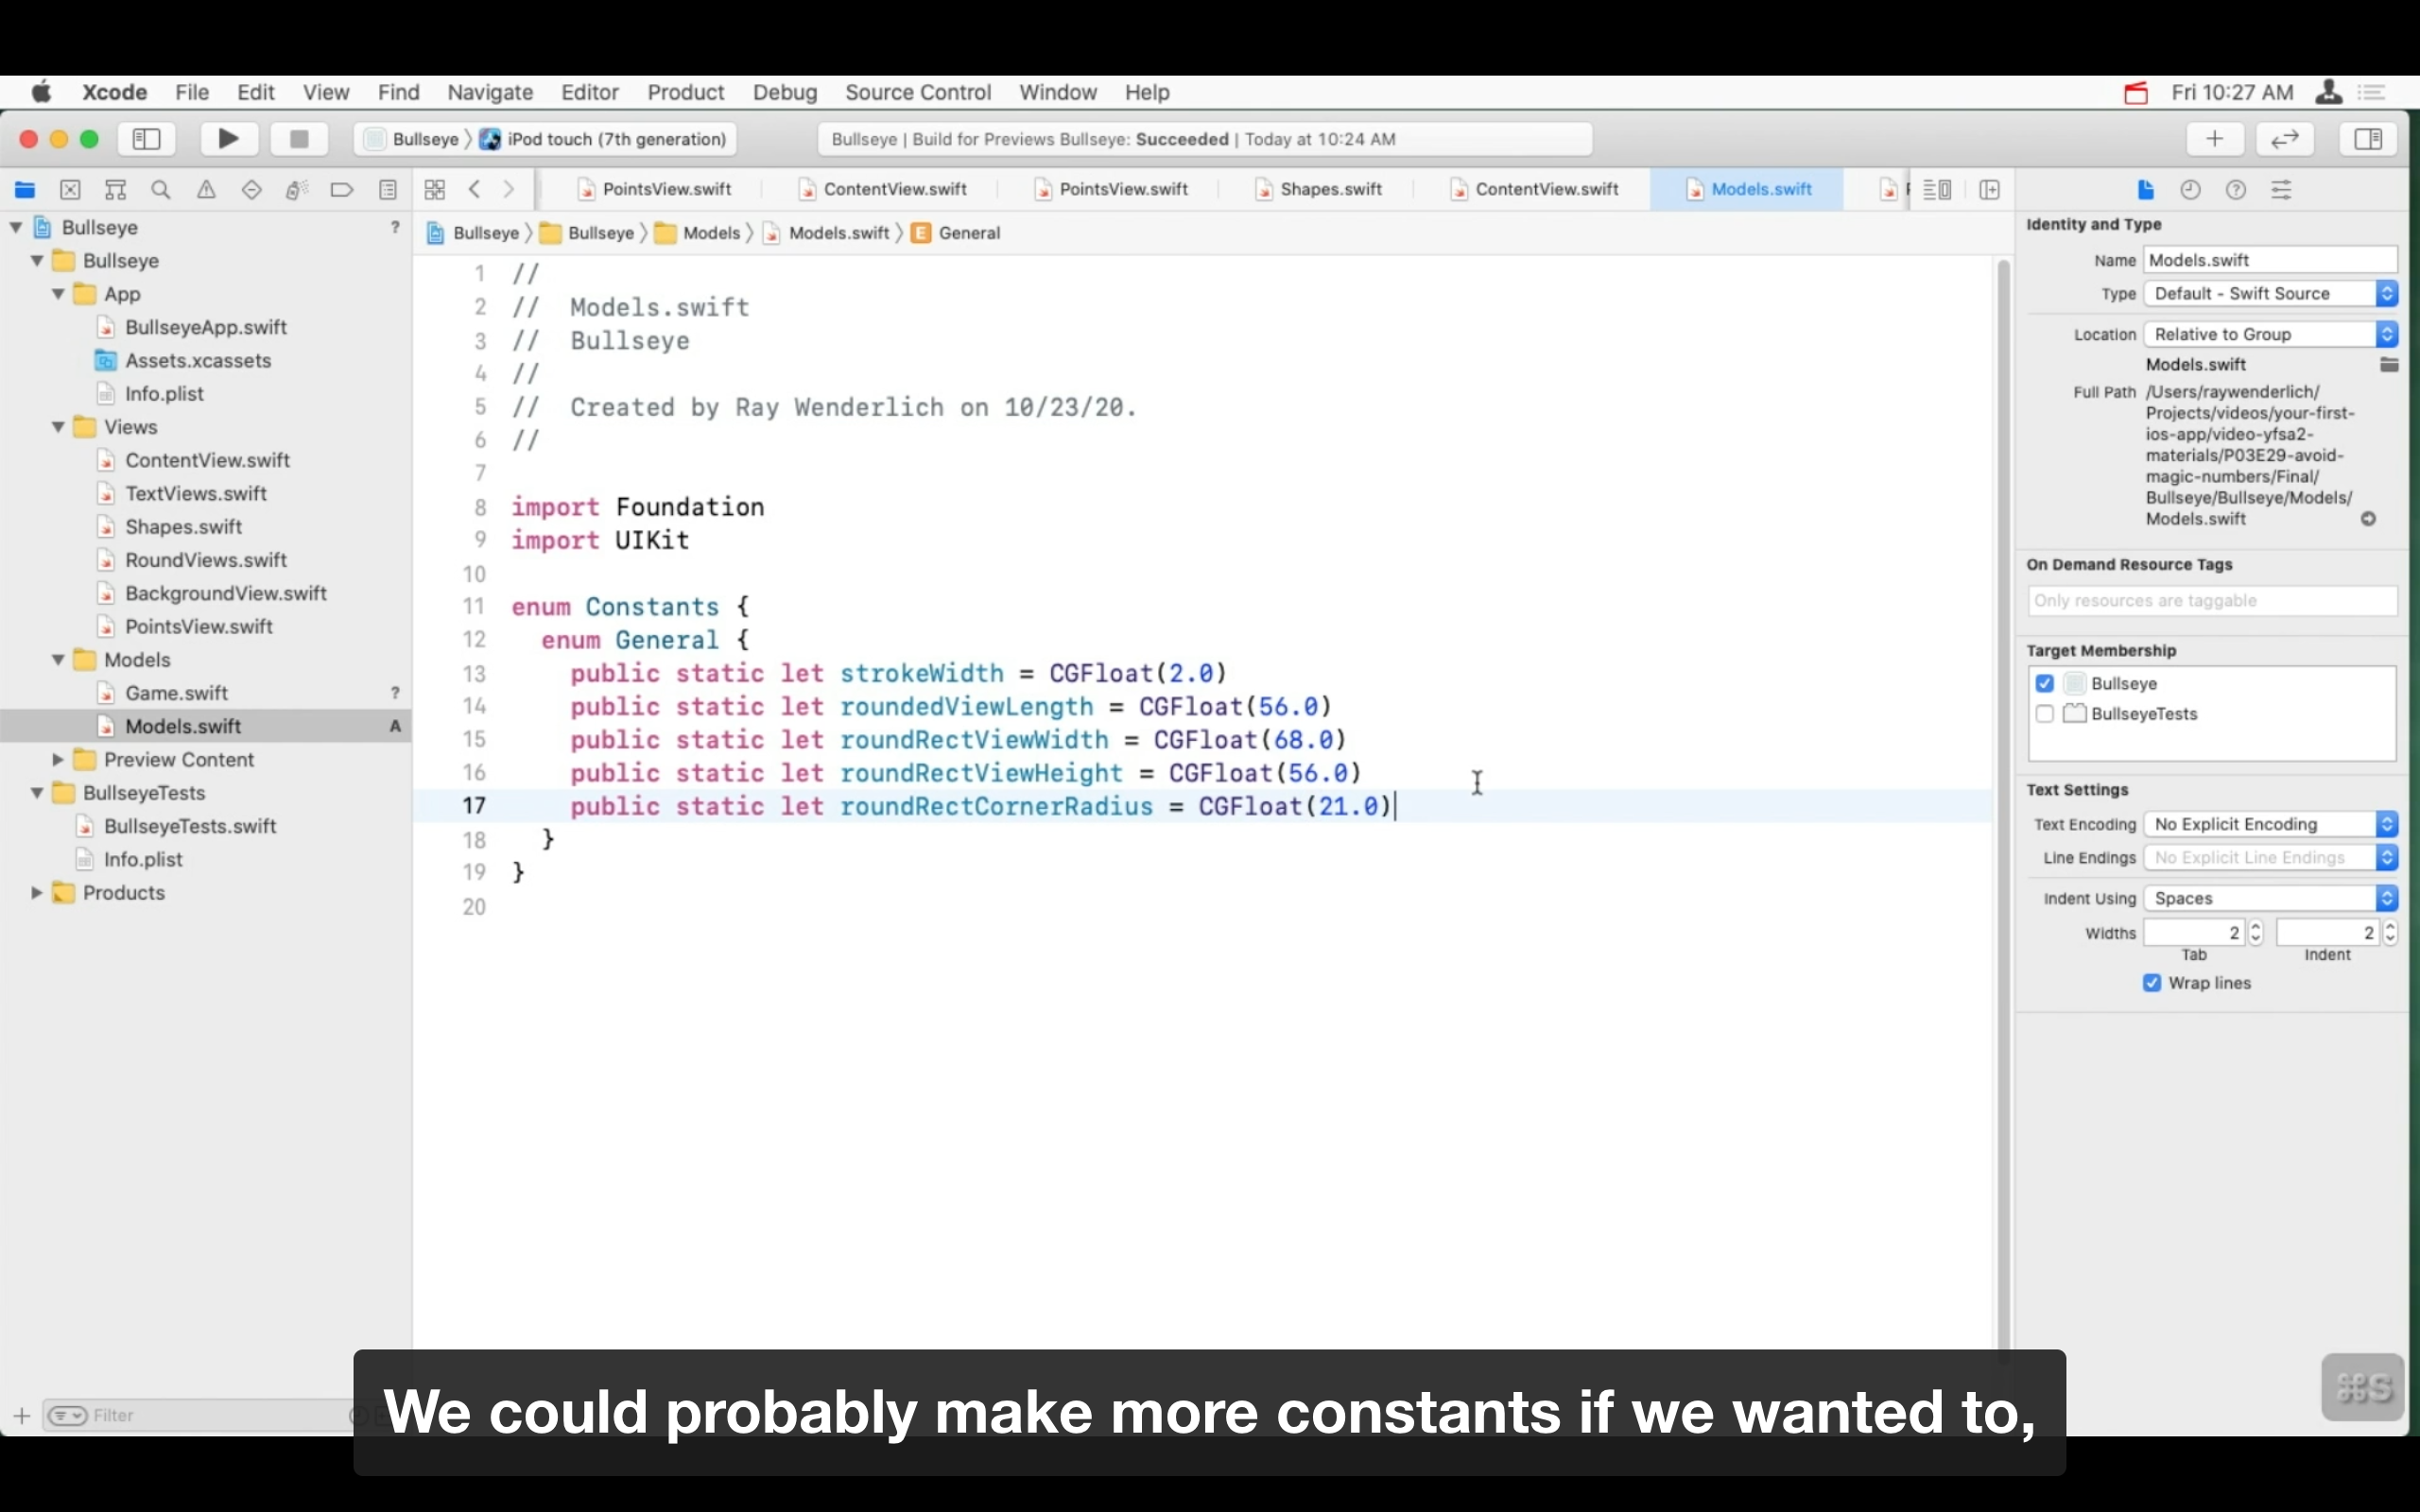 Xcode File Edit View Find Navigate Editor Product Debug Source Control Window Help Fri 10:27 AM
Bullseye 〉 iPod touch (7th generation) Bullseye | Build for Previews Bullseye: Succeeded | Today at 10:24 AM
PointsView.swift ContentView.swift PointsView.swift Shapes.swift ContentView.swift Models.swift
Bullseye 〉 Bullseye 〉 Models 〉 Models.swift 〉 E General
Bullseye ?
Bullseye
App
BullseyeApp.swift
Assets.xcassets
Info.plist
Views
ContentView.swift
TextViews.swift
Shapes.swift
RoundViews.swift
BackgroundView.swift
PointsView.swift
Models
Game.swift ?
Models.swift A
Preview Content
BullseyeTests
BullseyeTests.swift
Info.plist
Products
Filter
1 //
2 // Models.swift
3 // Bullseye
4 //
5 // Created by Ray Wenderlich on 10/23/20.
6 //
7
8 import Foundation
9 import UIKit
10
11 enum Constants {
12 enum General {
13 public static let strokeWidth = CGFloat(2.0)
14 public static let roundedViewLength = CGFloat(56.0)
15 public static let roundRectViewWidth = CGFloat(68.0)
16 public static let roundRectViewHeight = CGFloat(56.0)
17 public static let roundRectCornerRadius = CGFloat(21.0)
18 }
19 }
20
Identity and Type
Name Models.swift
Type Default - Swift Source
Location Relative to Group
Models.swift
Full Path /Users/raywenderlich/
Projects/videos/your-first-
ios-app/video-yfsa2-
materials/P03E29-avoid-
magic-numbers/Final/
Bullseye/Bullseye/Models/
Models.swift
On Demand Resource Tags
Only resources are taggable
Target Membership
Bullseye
BullseyeTests
Text Settings
Text Encoding No Explicit Encoding
Line Endings No Explicit Line Endings
Indent Using Spaces
Widths 2 2
Tab Indent
Wrap lines
⌘S
We could probably make more constants if we wanted to,